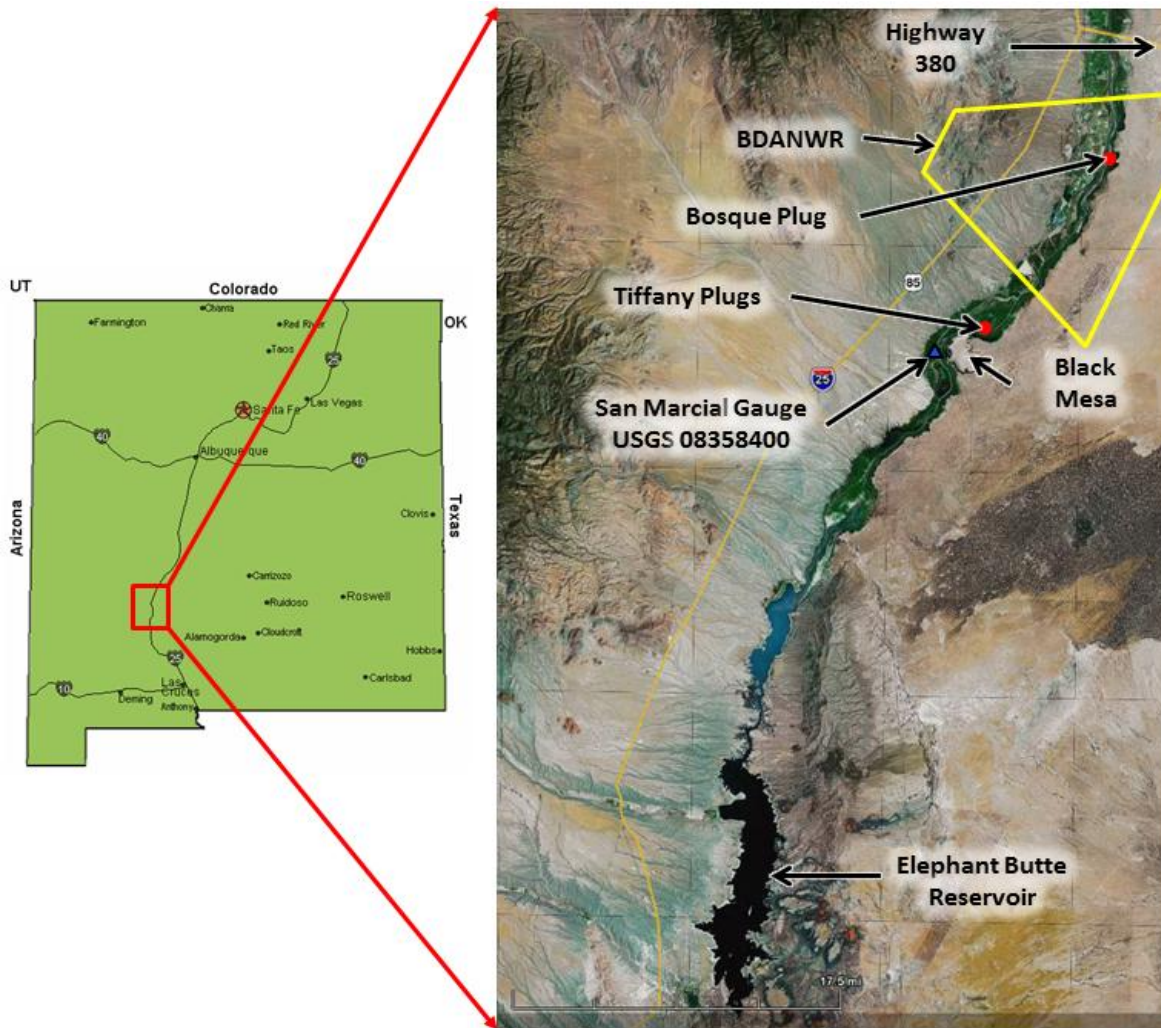 UT
Colorado
OK
Chama
Farmington
Red River
Taos
25
Santa Fe
Las Vegas
40
Albuquerque
40
Arizona
Texas
Clovis
Carrizozo
Ruidoso
Roswell
Alamogorda
Cloudcroft
Hobbs
25
Las
Cruces
Carlsbad
10
Deming
Anthony
Highway
380
BDANWR
Bosque Plug
85
Tiffany Plugs
25
Black
Mesa
San Marcial Gauge
USGS 08358400
Elephant Butte
Reservoir
17.5 mi